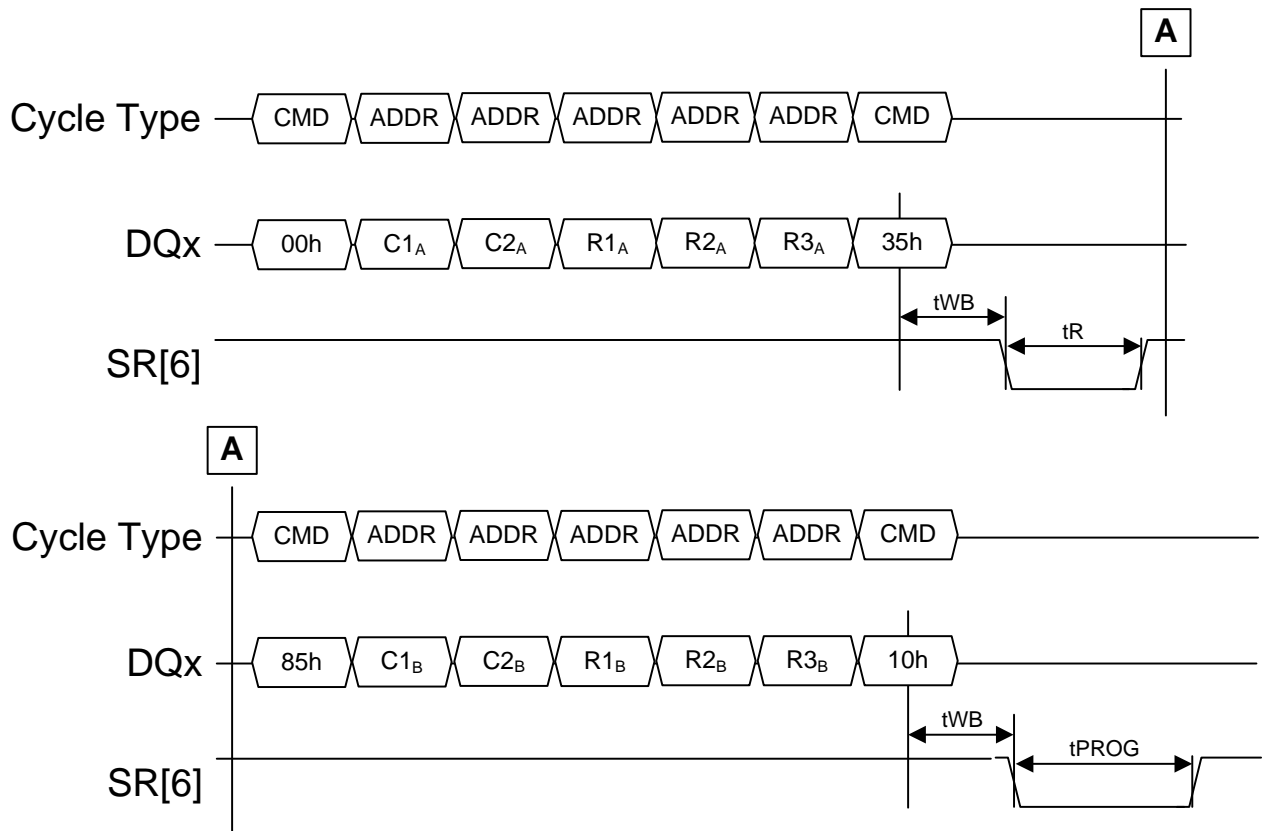 A
Cycle Type CMD ADDR ADDR ADDR ADDR ADDR CMD
DQx 00h C1A C2A R1A R2A R3A 35h
tWB
tR
SR[6]
A
Cycle Type CMD ADDR ADDR ADDR ADDR ADDR CMD
DQx 85h C1B C2B R1B R2B R3B 10h
tWB
tPROG
SR[6]